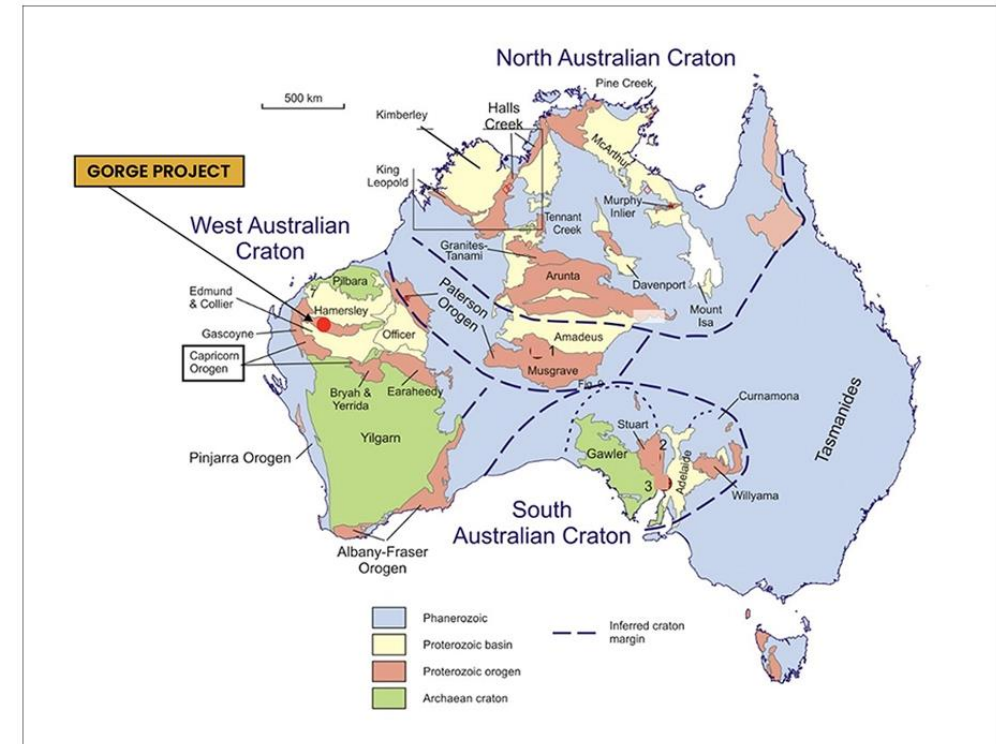 North Australian Craton
500 km
Pine Creek
Kimberley
Halls
Creek
McArthur
GORGE PROJECT
King
Leopold
Murphy
Inlier
Tennant
Creek
West Australian
Craton
Granites-
Tanami
Arunta
Davenport
Pilbara
Edmund
& Collier
Hamersley
Paterson
Orogen
Mount
Isa
Gascoyne
Officer
Amadeus
1
Musgrave
Capricorn
Orogen
Bryah &
Yerrida
Earaheedy
Curnamona
Stuart
2
Yilgarn
Gawler
Tasmanides
Pinjarra Orogen
Adelaide
3
Willyama
South
Australian Craton
Albany-Fraser
Orogen
Phanerozoic
Proterozoic basin
Proterozoic orogen
Archaean craton
Inferred craton
margin